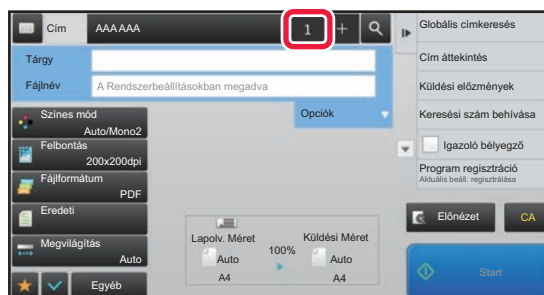 Cím AAAAAA 1
Tárgy
Fájlnév A Rendszerbeállításokban megadva
Opciók
Színes mód
Auto/Mono2
Felbontás
200x200dpi
Fájlformátum
PDF
Eredeti
Megvilágítás
Auto
Egyéb
Lapolv. Méret
Auto
A4
100%
Küldési Méret
Auto
A4
Globális címkeresés
Cím áttekintés
Küldési előzmények
Keresési szám behívása
Igazoló bélyegző
Program regisztráció
Aktuális beáll. regisztrálása
Előnézet CA
Start